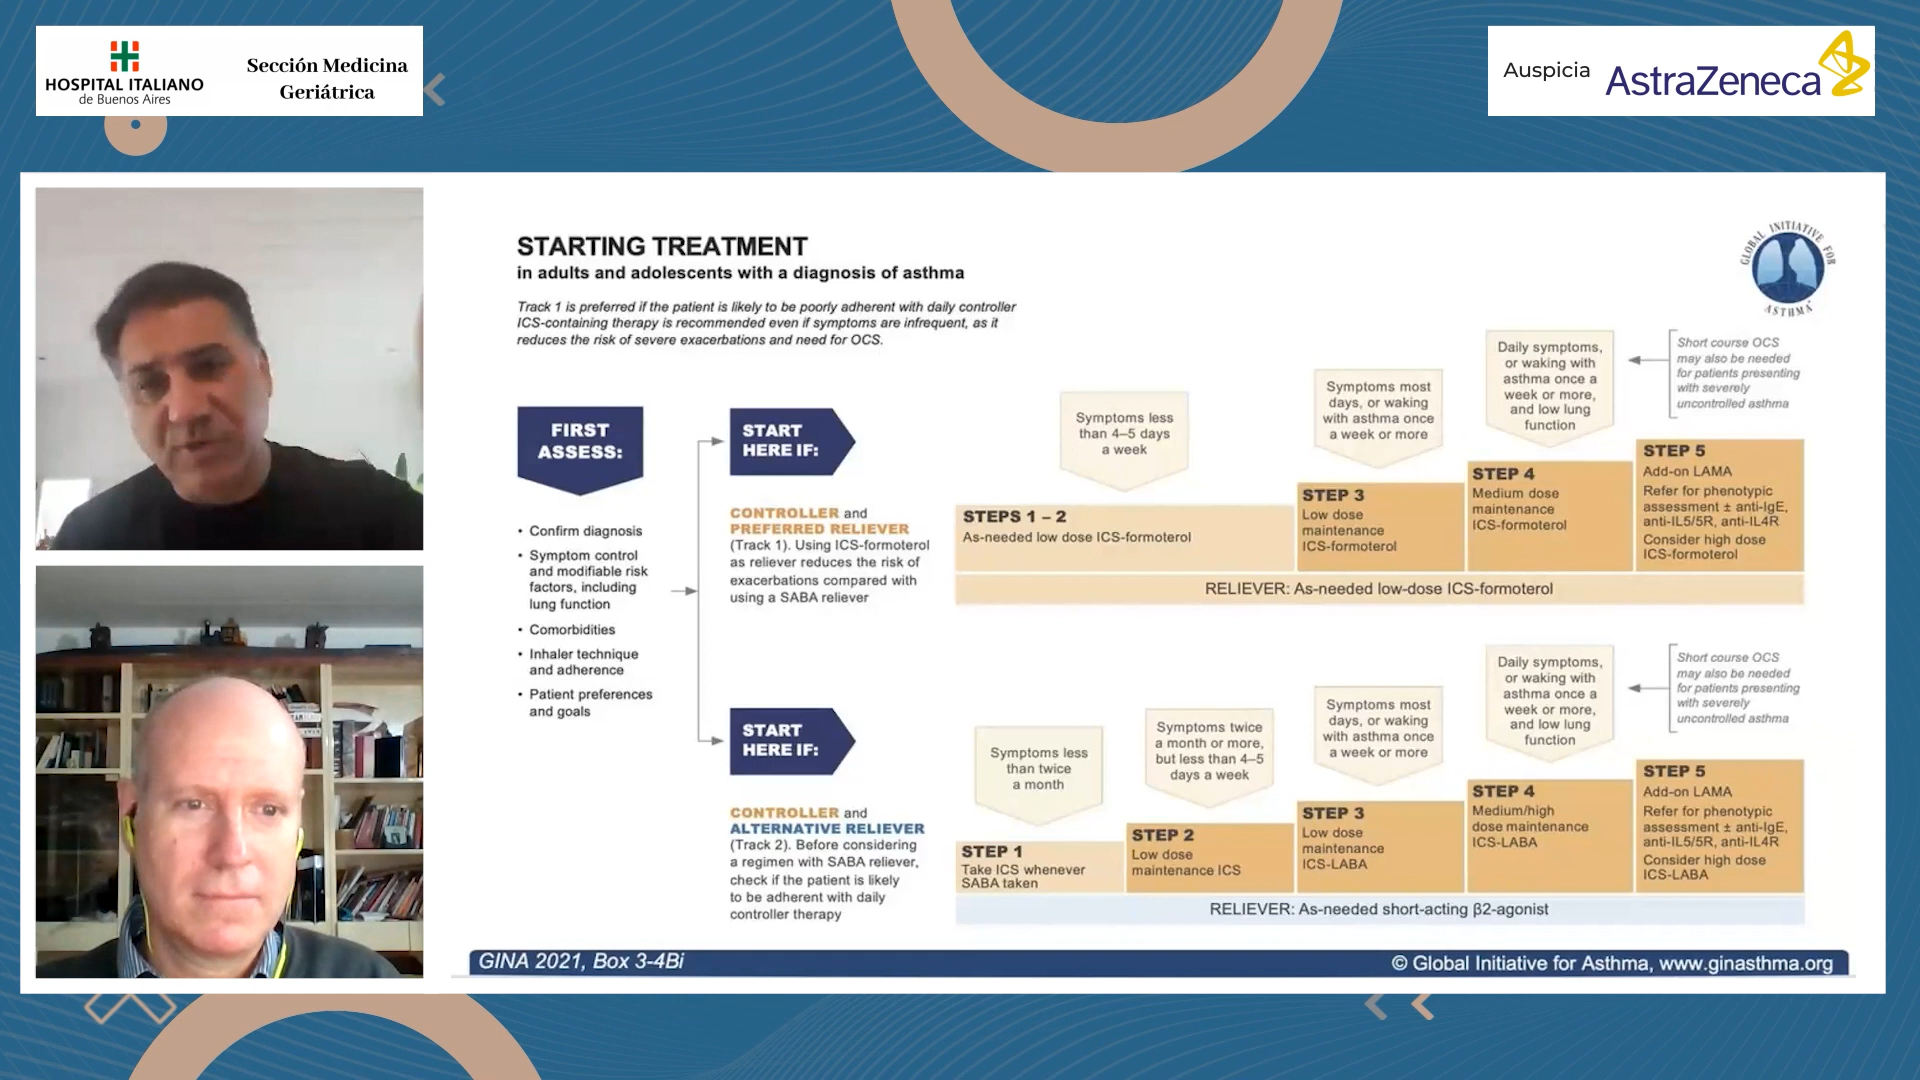 HOSPITAL ITALIANO
de Buenos Aires
Sección Medicina
Geriátrica
Auspicia
AstraZeneca
STARTING TREATMENT
in adults and adolescents with a diagnosis of asthma
Track 1 is preferred if the patient is likely to be poorly adherent with daily controller
ICS-containing therapy is recommended even if symptoms are infrequent, as it
reduces the risk of severe exacerbations and need for OCS.
GLOBAL INITIATIVE FOR
ASTHMA
FIRST
ASSESS:
• Confirm diagnosis
• Symptom control
and modifiable risk
factors, including
lung function
• Comorbidities
• Inhaler technique
and adherence
• Patient preferences
and goals
START
HERE IF:
CONTROLLER and
PREFERRED RELIEVER
(Track 1). Using ICS-formoterol
as reliever reduces the risk of
exacerbations compared with
using a SABA reliever
Symptoms less
than 4–5 days
a week
Symptoms most
days, or waking
with asthma once
a week or more
Daily symptoms,
or waking with
asthma once a
week or more,
and low lung
function
Short course OCS
may also be needed
for patients presenting
with severely
uncontrolled asthma
STEPS 1 – 2
As-needed low dose ICS-formoterol
STEP 3
Low dose
maintenance
ICS-formoterol
STEP 4
Medium dose
maintenance
ICS-formoterol
STEP 5
Add-on LAMA
Refer for phenotypic
assessment ± anti-IgE,
anti-IL5/5R, anti-IL4R
Consider high dose
ICS-formoterol
RELIEVER: As-needed low-dose ICS-formoterol
START
HERE IF:
CONTROLLER and
ALTERNATIVE RELIEVER
(Track 2). Before considering
a regimen with SABA reliever,
check if the patient is likely
to be adherent with daily
controller therapy
Symptoms less
than twice
a month
Symptoms twice
a month or more,
but less than 4–5
days a week
Symptoms most
days, or waking
with asthma once
a week or more
Daily symptoms,
or waking with
asthma once a
week or more,
and low lung
function
Short course OCS
may also be needed
for patients presenting
with severely
uncontrolled asthma
STEP 1
Take ICS whenever
SABA taken
STEP 2
Low dose
maintenance ICS
STEP 3
Low dose
maintenance
ICS-LABA
STEP 4
Medium/high
dose maintenance
ICS-LABA
STEP 5
Add-on LAMA
Refer for phenotypic
assessment ± anti-IgE,
anti-IL5/5R, anti-IL4R
Consider high dose
ICS-LABA
RELIEVER: As-needed short-acting β2-agonist
GINA 2021, Box 3-4Bi
© Global Initiative for Asthma, www.ginasthma.org